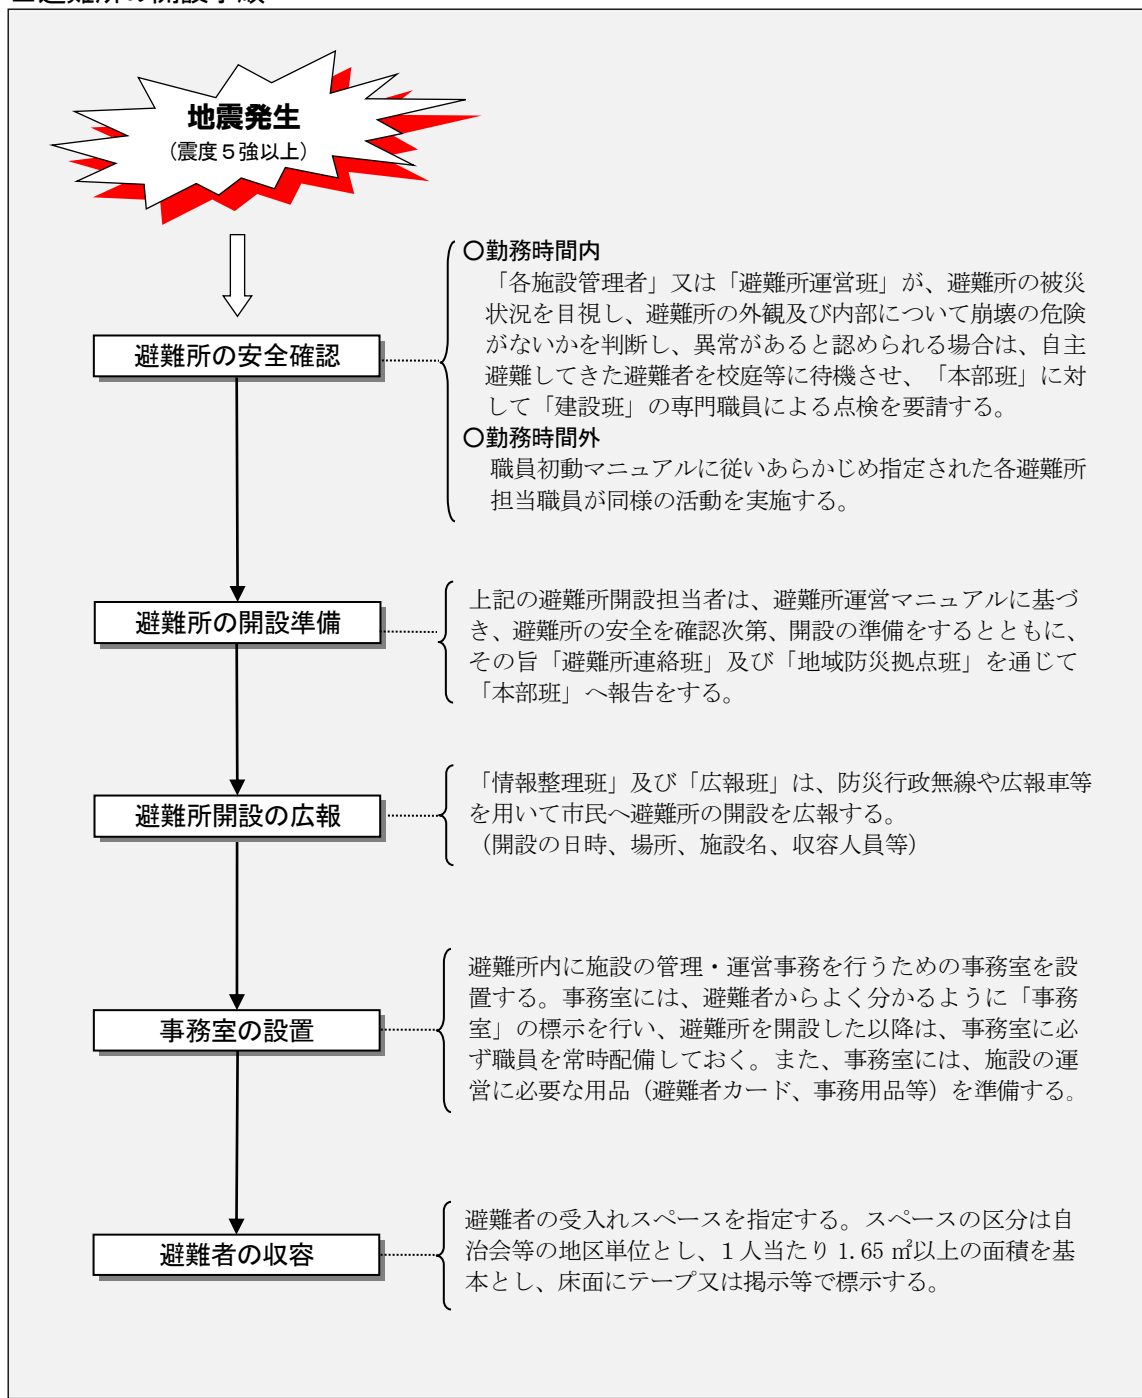 地震発生
（震度５強以上）
避難所の安全確認
〇勤務時間内
「各施設管理者」又は「避難所運営班」が、避難所の被災
状況を目視し、避難所の外観及び内部について崩壊の危険
がないかを判断し、異常があると認められる場合は、自主
避難してきた避難者を校庭等に待機させ、「本部班」に対
して「建設班」の専門職員による点検を要請する。
〇勤務時間外
職員初動マニュアルに従いあらかじめ指定された各避難所
担当職員が同様の活動を実施する。
避難所の開設準備
上記の避難所開設担当者は、避難所運営マニュアルに基づ
き、避難所の安全を確認次第、開設の準備をするとともに、
その旨「避難所連絡班」及び「地域防災拠点班」を通じて
「本部班」へ報告をする。
避難所開設の広報
「情報整理班」及び「広報班」は、防災行政無線や広報車等
を用いて市民へ避難所の開設を広報する。
（開設の日時、場所、施設名、収容人員等）
事務室の設置
避難所内に施設の管理・運営事務を行うための事務室を設
置する。事務室には、避難者からよく分かるように「事務
室」の標示を行い、避難所を開設した以降は、事務室に必
ず職員を常時配備しておく。また、事務室には、施設の運
営に必要な用品（避難者カード、事務用品等）を準備する。
避難者の収容
避難者の受入れスペースを指定する。スペースの区分は自
治会等の地区単位とし、１人当たり 1.65 ㎡以上の面積を基
本とし、床面にテープ又は掲示等で標示する。